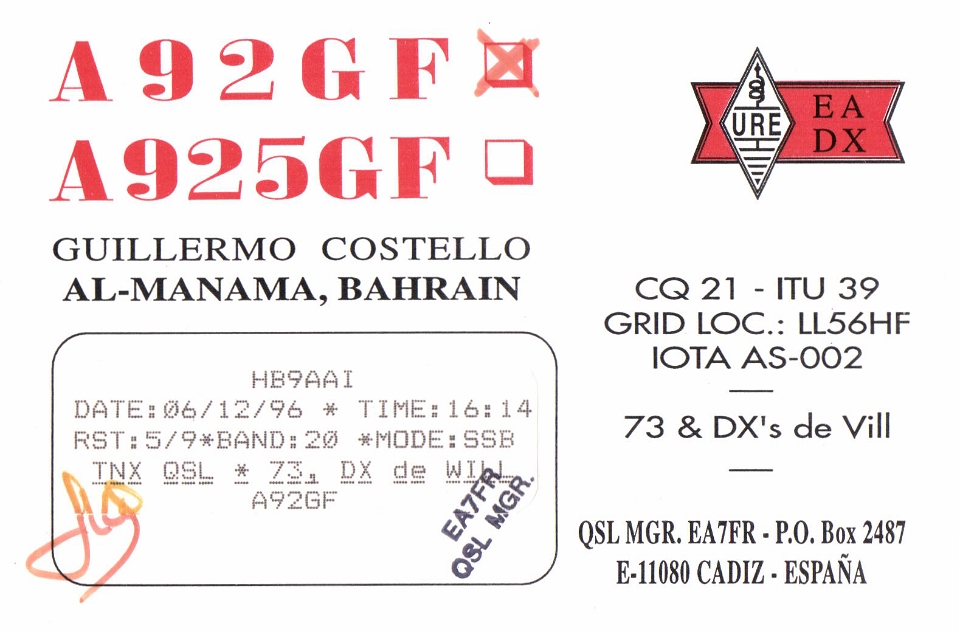 A92GF
A925GF
GUILLERMO COSTELLO
AL-MANAMA, BAHRAIN
HB9AAI
DATE:06/12/96 * TIME:16:14
RST:5/9*BAND:20 *MODE:SSB
TNX QSL * 73, DX de WILL
A92GF
EA7FR
QSL MGR.
URE
EA
DX
CQ 21 - ITU 39
GRID LOC.: LL56HF
IOTA AS-002
73 & DX's de Vill
QSL MGR. EA7FR - P.O. Box 2487
E-11080 CADIZ - ESPAÑA